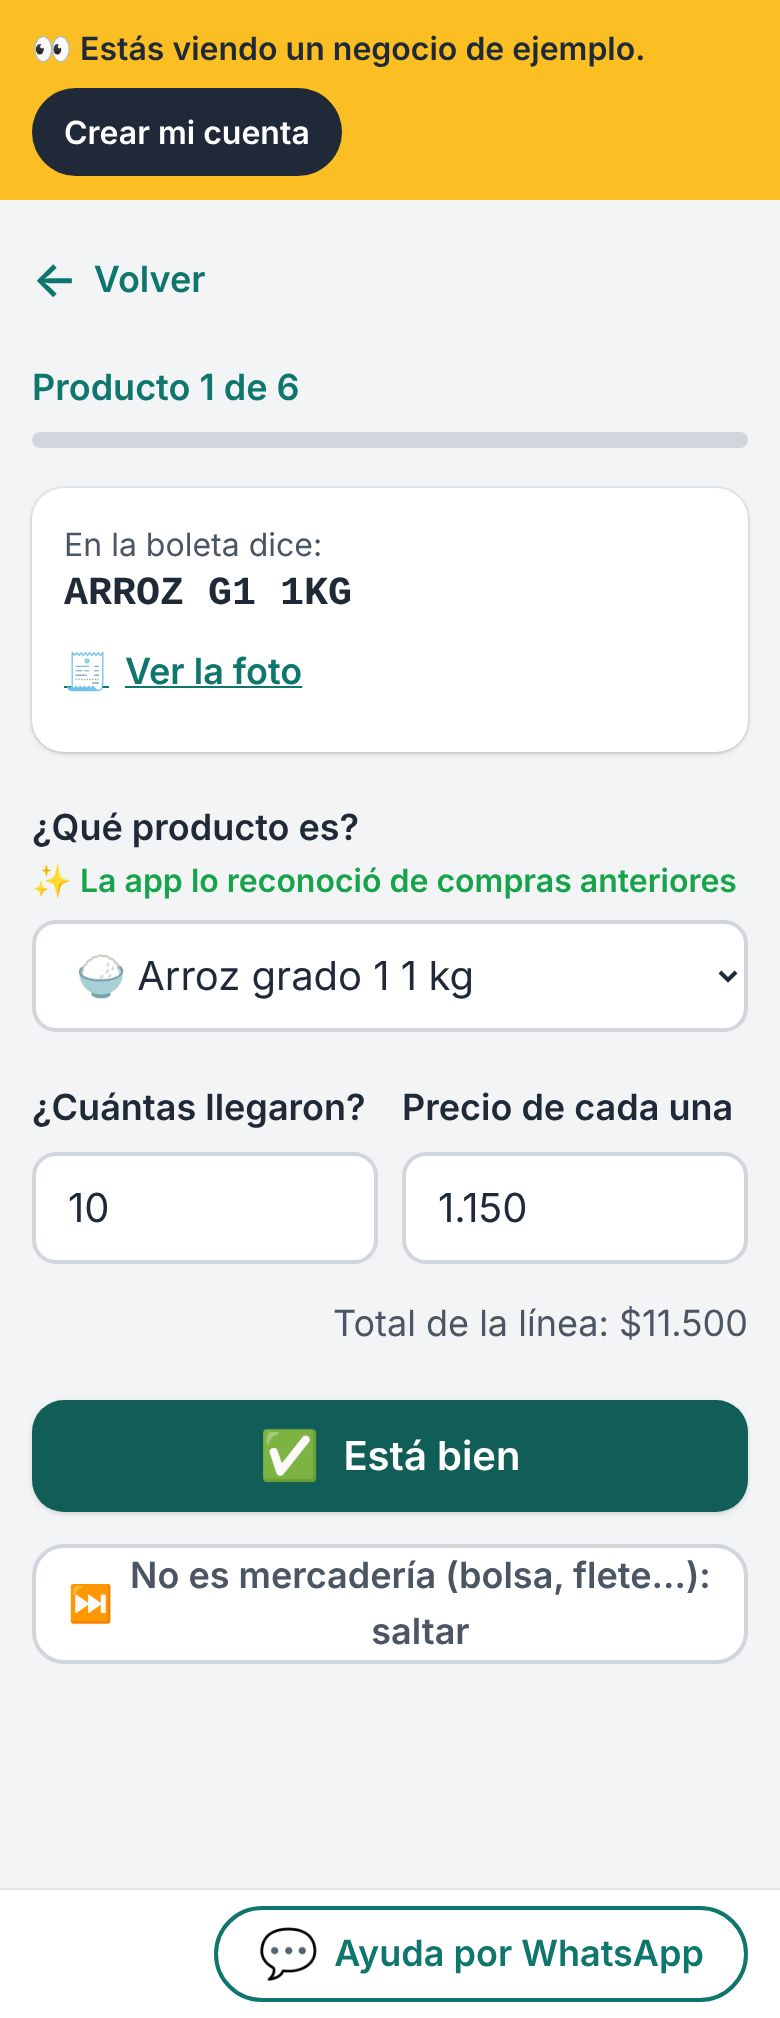 👀 Estás viendo un negocio de ejemplo.
Crear mi cuenta
← Volver
Producto 1 de 6
En la boleta dice:
ARROZ G1 1KG
🧾 Ver la foto
¿Qué producto es?
✨ La app lo reconoció de compras anteriores
🍚 Arroz grado 1 1 kg
¿Cuántas llegaron? Precio de cada una
10 1.150
Total de la línea: $11.500
✅ Está bien
⏭️ No es mercadería (bolsa, flete…):
saltar
💬 Ayuda por WhatsApp